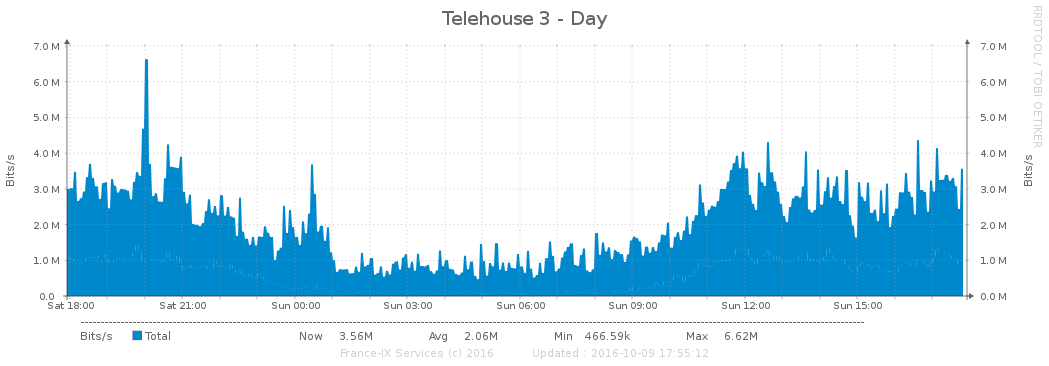 Telehouse 3 - Day
RRDTOOL / TOBI OETIKER
Bits/s
Bits/s
7.0 M 7.0 M
6.0 M 6.0 M
5.0 M 5.0 M
4.0 M 4.0 M
3.0 M 3.0 M
2.0 M 2.0 M
1.0 M 1.0 M
0.0 0.0 M
Sat 18:00 Sat 21:00 Sun 00:00 Sun 03:00 Sun 06:00 Sun 09:00 Sun 12:00 Sun 15:00
Bits/s Total Now 3.56M Avg 2.06M Min 466.59k Max 6.62M
France-IX Services (c) 2016 Updated : 2016-10-09 17:55:12